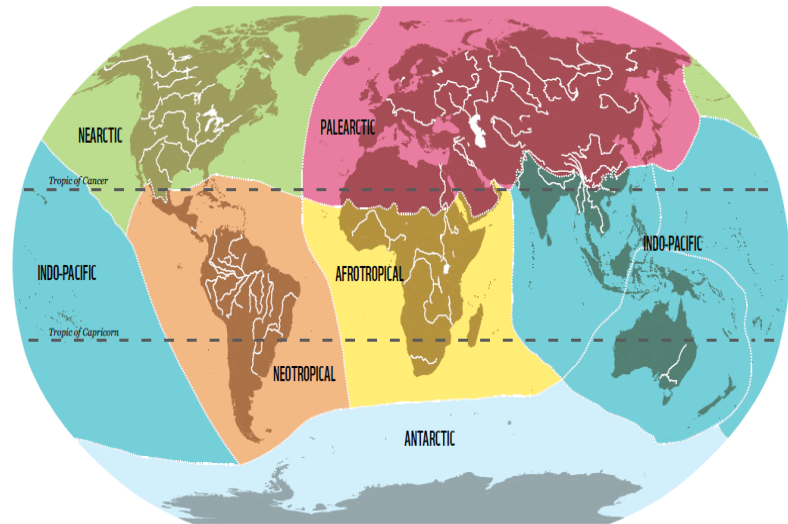 NEARCTIC
PALEARCTIC
Tropic of Cancer
INDO-PACIFIC
AFROTROPICAL
INDO-PACIFIC
Tropic of Capricorn
NEOTROPICAL
ANTARCTIC